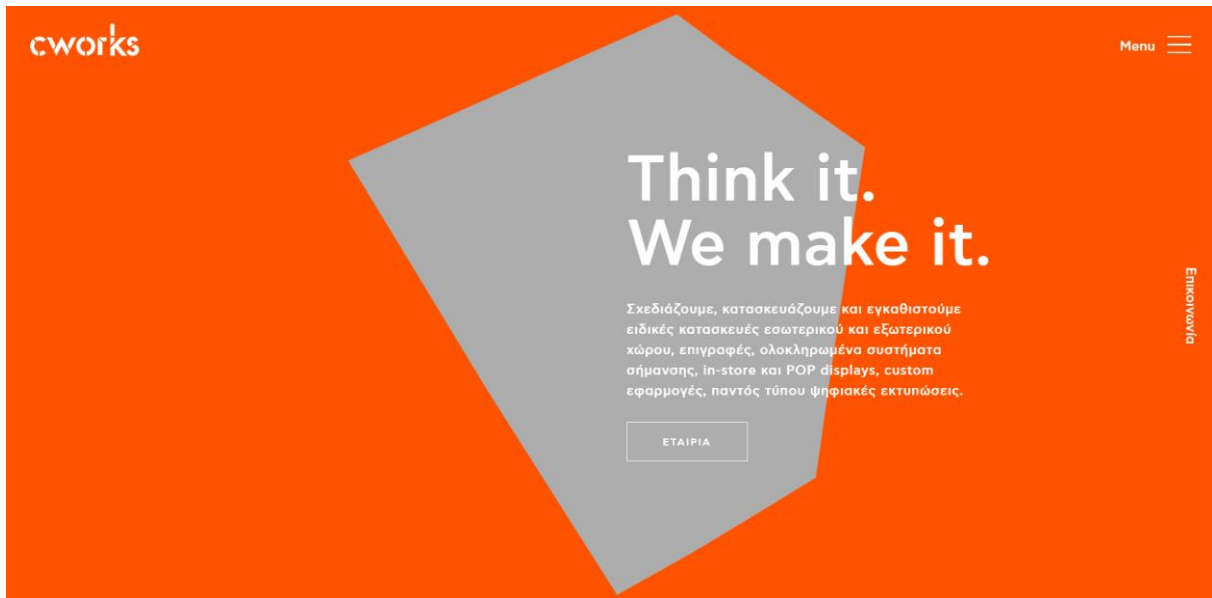 cworks
Menu
Think it.
We make it.
Σχεδιάζουμε, κατασκευάζουμε και εγκαθιστούμε
ειδικές κατασκευές εσωτερικού και εξωτερικού
χώρου, επιγραφές, ολοκληρωμένα συστήματα
σήμανσης, in-store και POP displays, custom
εφαρμογές, παντός τύπου ψηφιακές εκτυπώσεις.
ΕΤΑΙΡΙΑ
Επικοινωνία